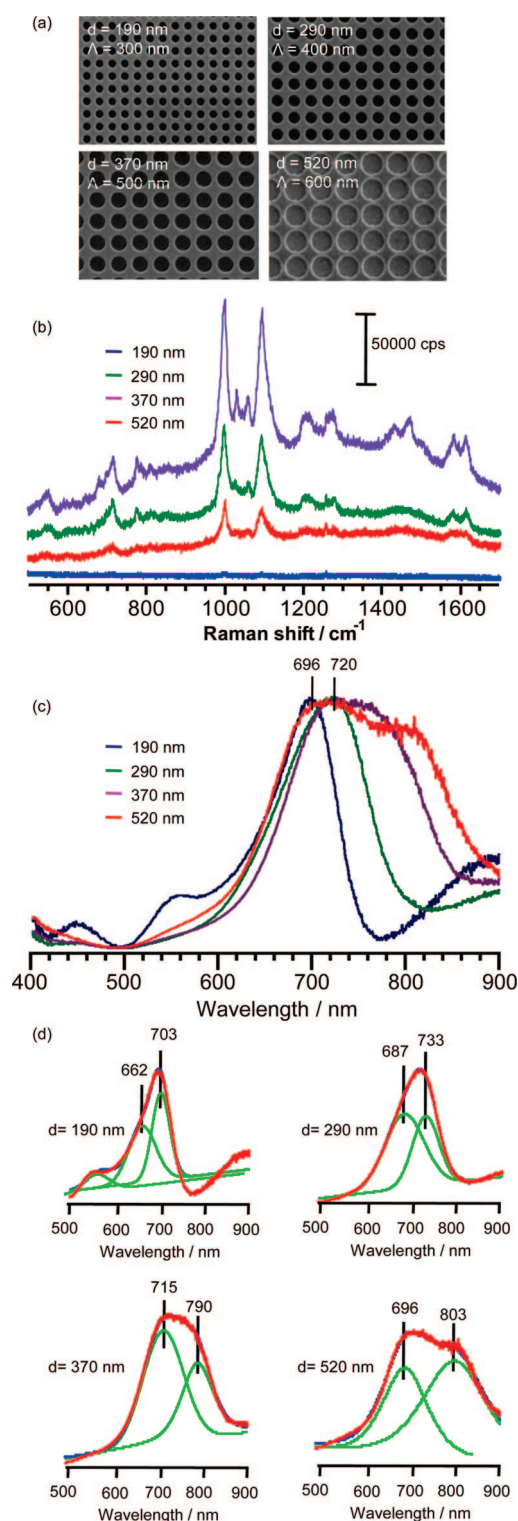 (a)
d = 190 nm
Λ = 300 nm
d = 290 nm
Λ = 400 nm
d = 370 nm
Λ = 500 nm
d = 520 nm
Λ = 600 nm
(b)
190 nm
290 nm
370 nm
520 nm
50000 cps
600 800 1000 1200 1400 1600
Raman shift / cm⁻¹
696 720
(c)
190 nm
290 nm
370 nm
520 nm
400 500 600 700 800 900
Wavelength / nm
(d)
703
662
d= 190 nm
500 600 700 800 900
Wavelength / nm
687 733
d= 290 nm
500 600 700 800 900
Wavelength / nm
715
790
d= 370 nm
500 600 700 800 900
Wavelength / nm
696 803
d= 520 nm
500 600 700 800 900
Wavelength / nm